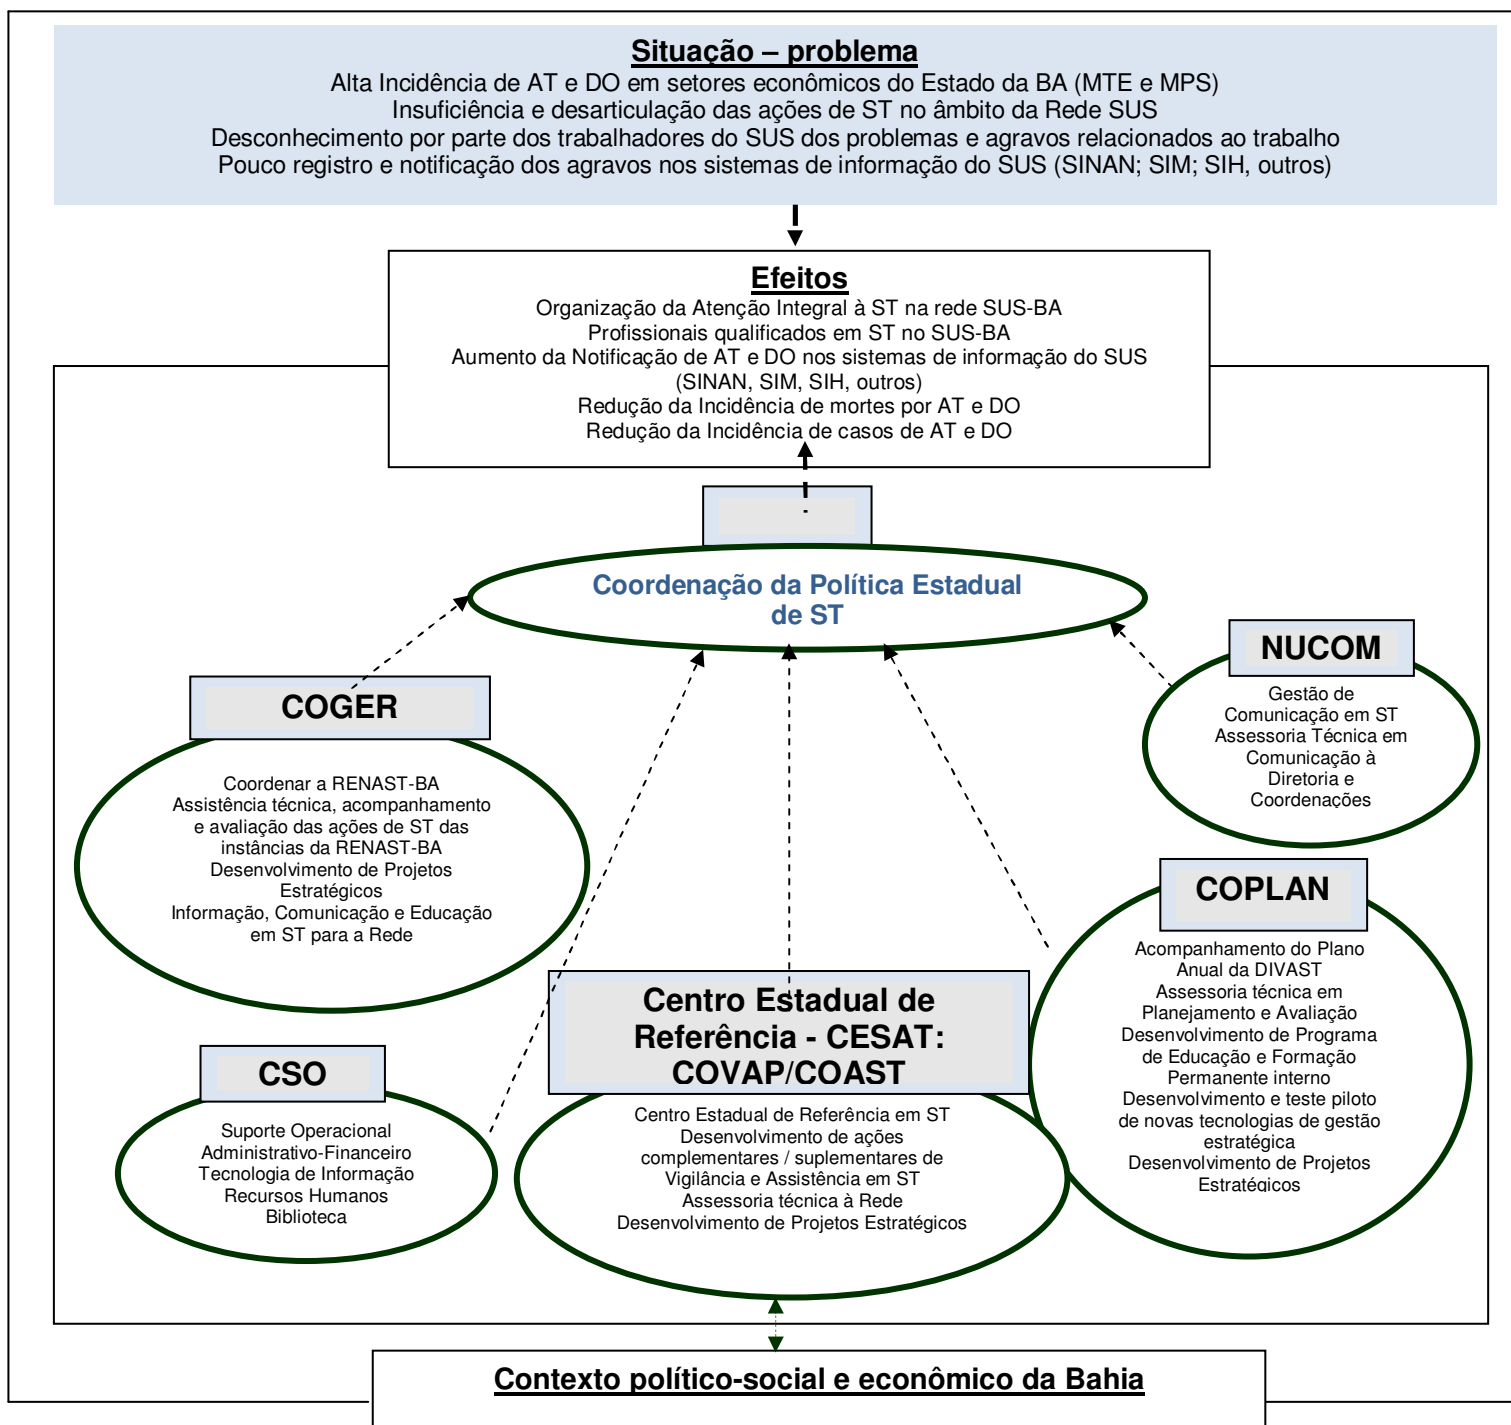 Situação – problema
Alta Incidência de AT e DO em setores econômicos do Estado da BA (MTE e MPS)
Insuficiência e desarticulação das ações de ST no âmbito da Rede SUS
Desconhecimento por parte dos trabalhadores do SUS dos problemas e agravos relacionados ao trabalho
Pouco registro e notificação dos agravos nos sistemas de informação do SUS (SINAN; SIM; SIH, outros)
Efeitos
Organização da Atenção Integral à ST na rede SUS-BA
Profissionais qualificados em ST no SUS-BA
Aumento da Notificação de AT e DO nos sistemas de informação do SUS
(SINAN, SIM, SIH, outros)
Redução da Incidência de mortes por AT e DO
Redução da Incidência de casos de AT e DO
Coordenação da Política Estadual
de ST
NUCOM
Gestão de
Comunicação em ST
Assessoria Técnica em
Comunicação à
Diretoria e
Coordenações
COGER
Coordenar a RENAST-BA
Assistência técnica, acompanhamento
e avaliação das ações de ST das
instâncias da RENAST-BA
Desenvolvimento de Projetos
Estratégicos
Informação, Comunicação e Educação
em ST para a Rede
COPLAN
Acompanhamento do Plano
Anual da DIVAST
Assessoria técnica em
Planejamento e Avaliação
Desenvolvimento de Programa
de Educação e Formação
Permanente interno
Desenvolvimento e teste piloto
de novas tecnologias de gestão
estratégica
Desenvolvimento de Projetos
Estratégicos
Centro Estadual de
Referência - CESAT:
COVAP/COAST
Centro Estadual de Referência em ST
Desenvolvimento de ações
complementares / suplementares de
Vigilância e Assistência em ST
Assessoria técnica à Rede
Desenvolvimento de Projetos Estratégicos
CSO
Suporte Operacional
Administrativo-Financeiro
Tecnologia de Informação
Recursos Humanos
Biblioteca
Contexto político-social e econômico da Bahia